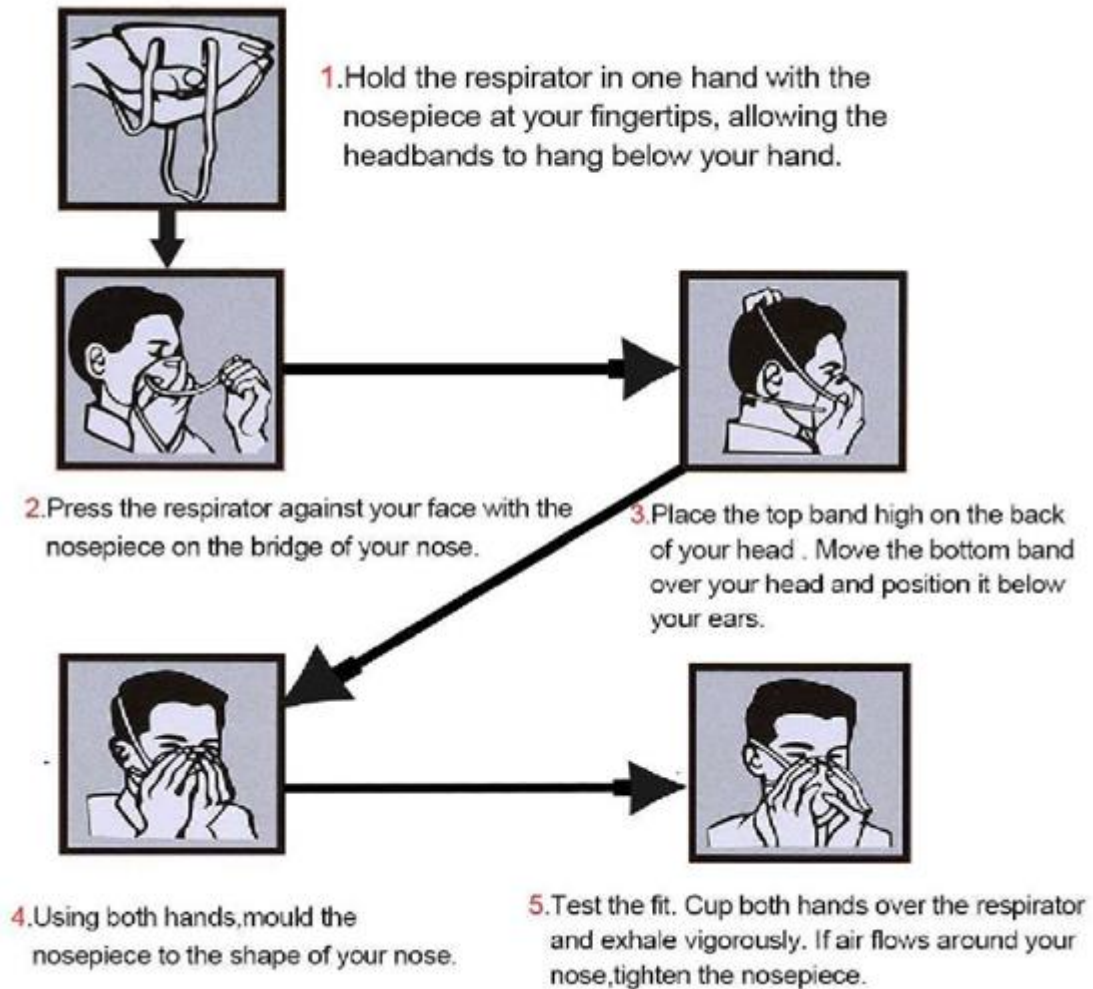 1.Hold the respirator in one hand with the
nosepiece at your fingertips, allowing the
headbands to hang below your hand.
2.Press the respirator against your face with the
nosepiece on the bridge of your nose.
3.Place the top band high on the back
of your head . Move the bottom band
over your head and position it below
your ears.
4.Using both hands,mould the
nosepiece to the shape of your nose.
5.Test the fit. Cup both hands over the respirator
and exhale vigorously. If air flows around your
nose,tighten the nosepiece.